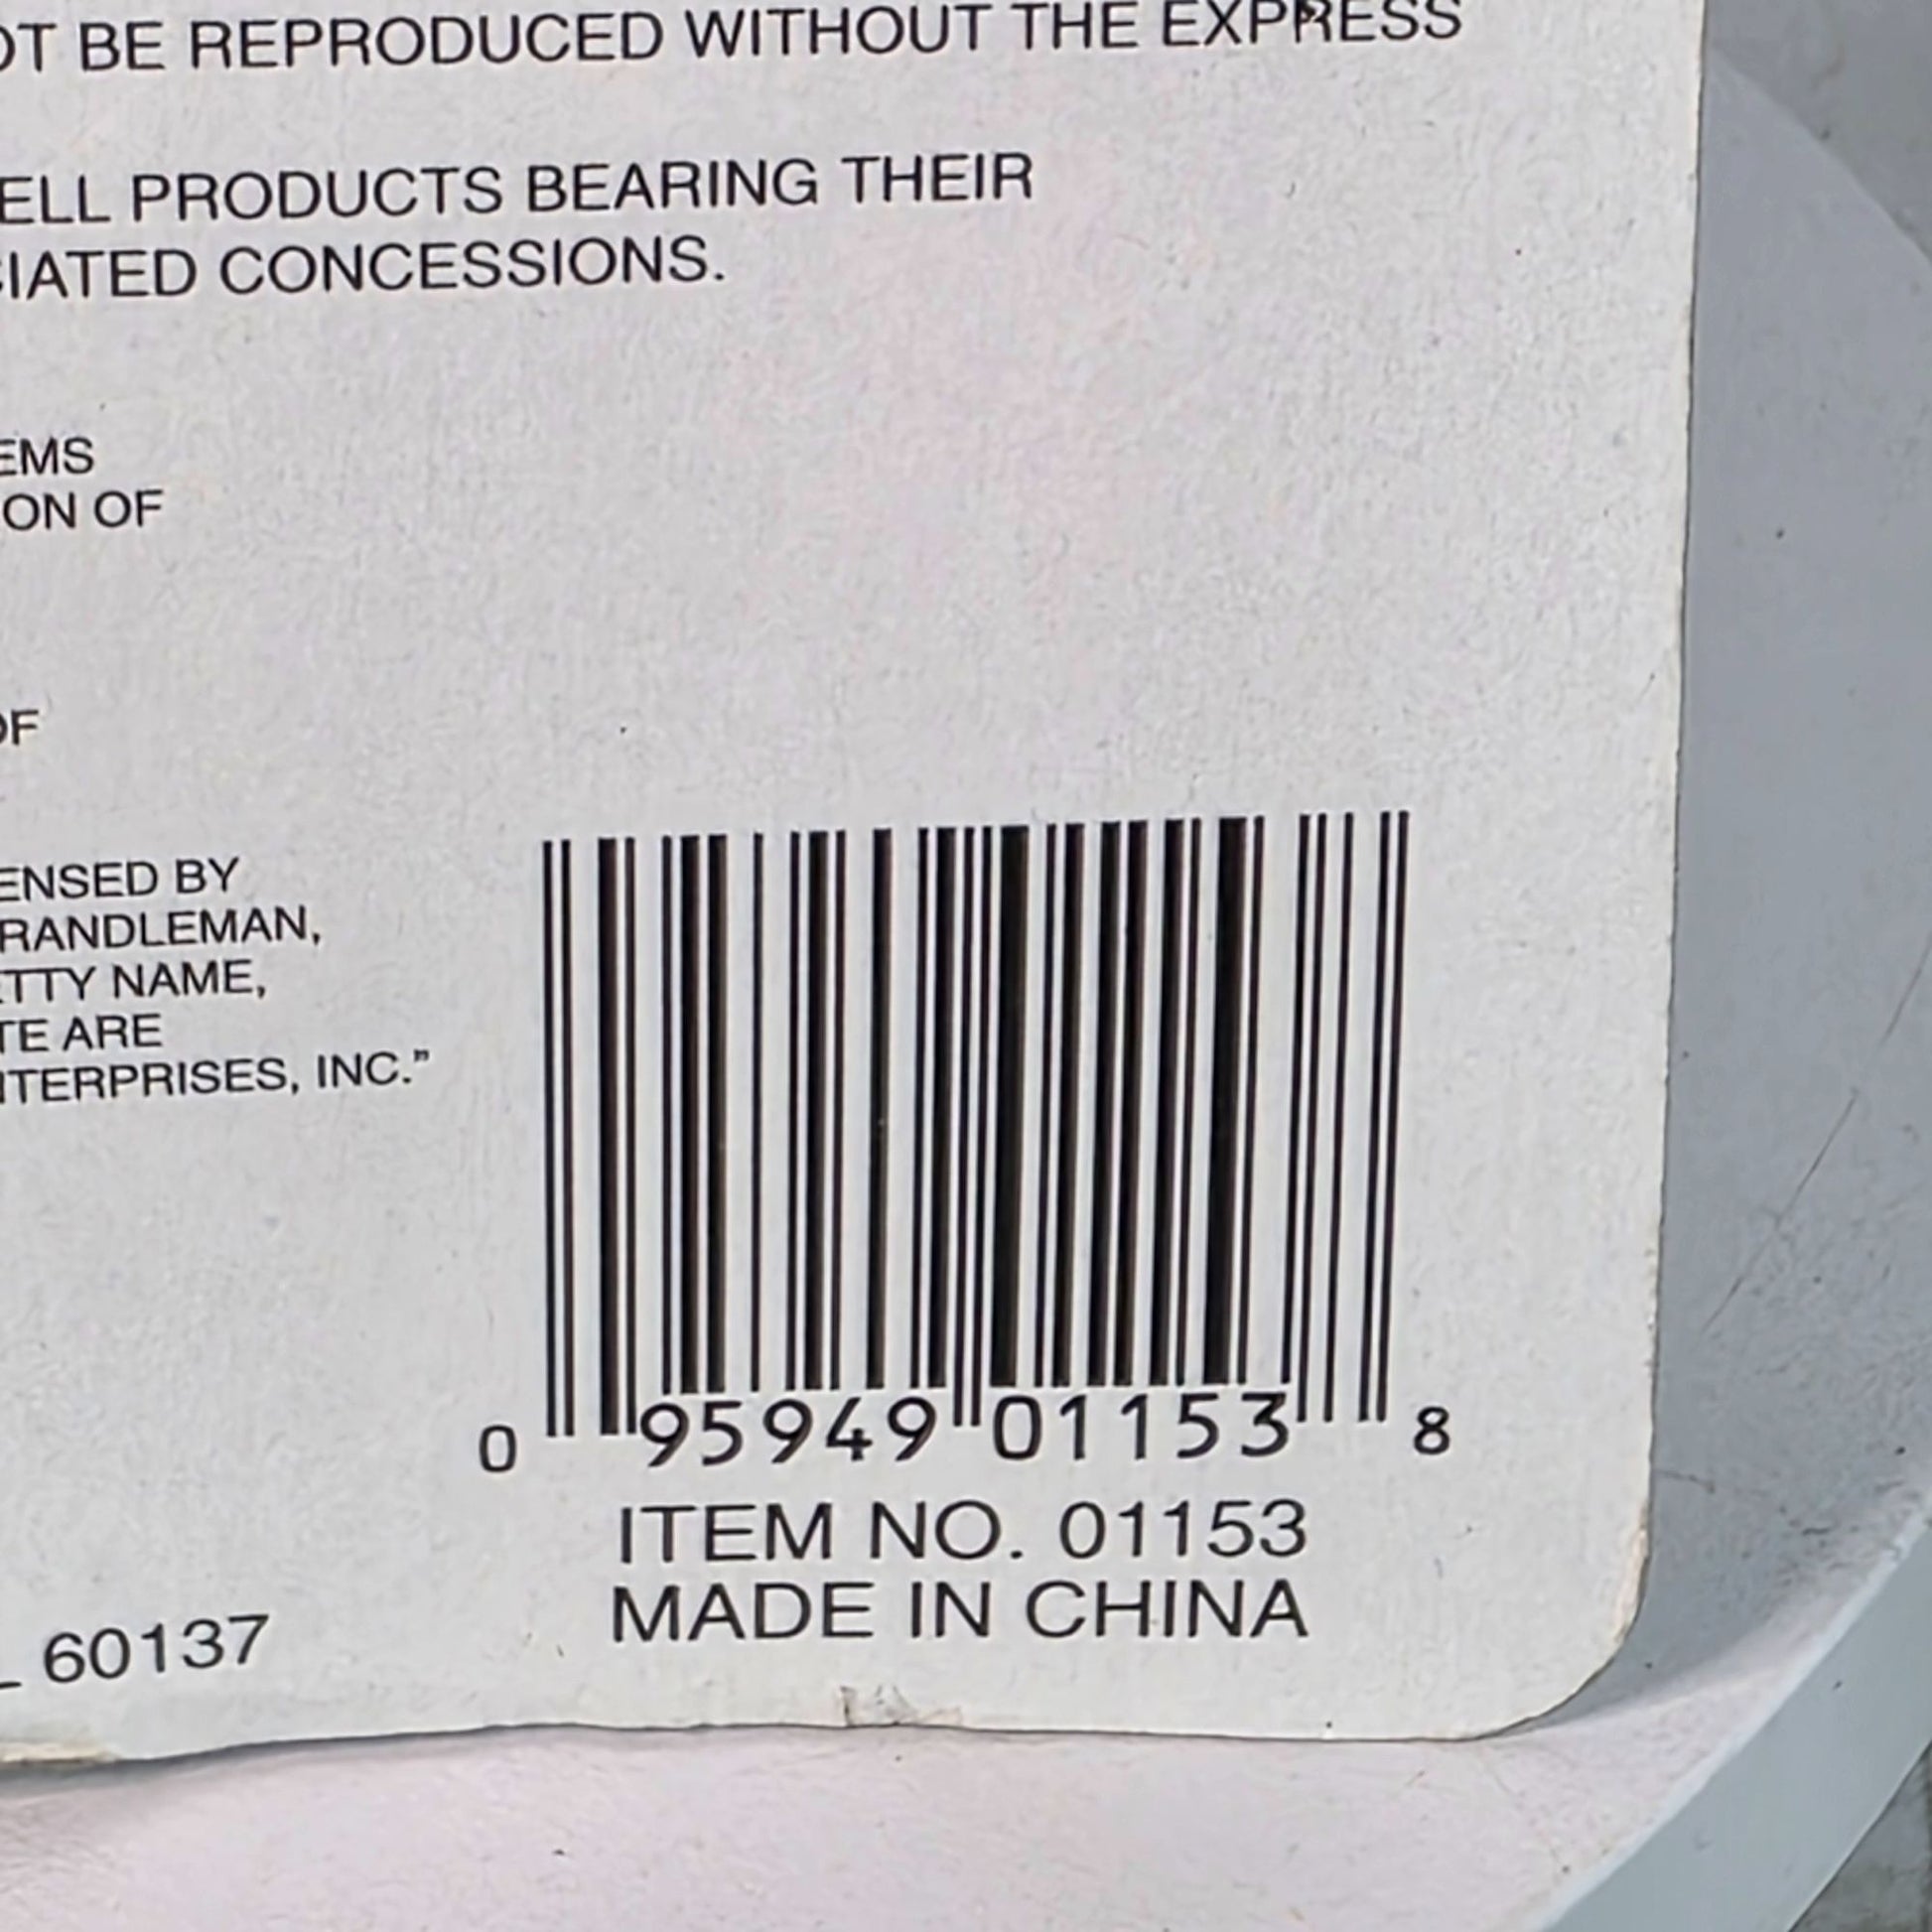 OT BE REPRODUCED WITHOUT THE EXPRESS
ELL PRODUCTS BEARING THEIR
CIATED CONCESSIONS.
EMS
ON OF
OF
ENSED BY
RANDLEMAN,
ETTY NAME,
TE ARE
NTERPRISES, INC."
0 95949 01153 8
ITEM NO. 01153
MADE IN CHINA
L 60137